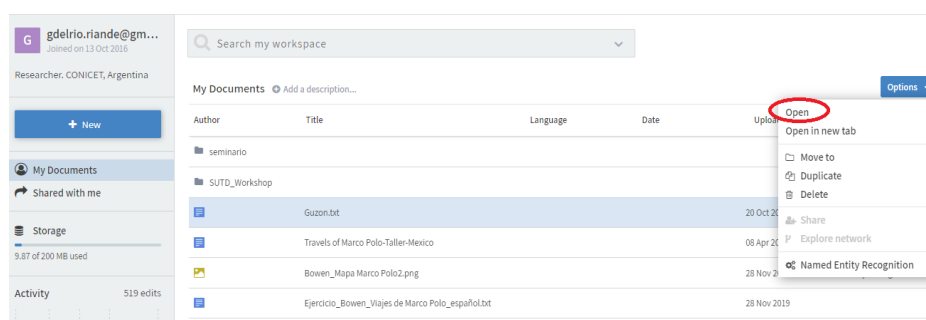 G
gdelrio.riande@gm...
Joined on 13 Oct 2016
Researcher. CONICET, Argentina
+ New
My Documents
Shared with me
Storage
9.87 of 200 MB used
Activity 519 edits
Search my workspace
My Documents Add a description...
Options
Author Title Language Date Uploa
seminario
SUTD_Workshop
Guzon.txt 20 Oct 20
Travels of Marco Polo-Taller-Mexico 08 Apr 20
Bowen_Mapa Marco Polo2.png 28 Nov 2
Ejercicio_Bowen_Viajes de Marco Polo_español.txt 28 Nov 2019
Open
Open in new tab
Move to
Duplicate
Delete
Share
Explore network
Named Entity Recognition